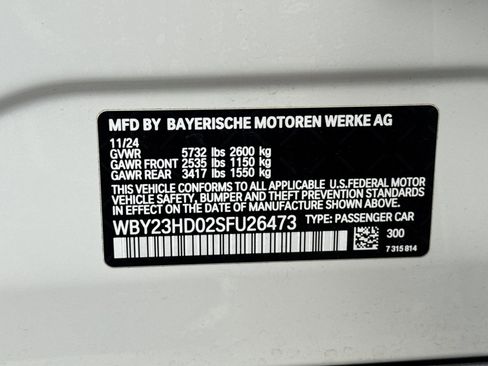 MFD BY BAYERISCHE MOTOREN WERKE AG
11/24
GVWR 5732 lbs 2600 kg
GAWR FRONT 2535 lbs 1150 kg
GAWR REAR 3417 lbs 1550 kg
THIS VEHICLE CONFORMS TO ALL APPLICABLE U.S.FEDERAL MOTOR
VEHICLE SAFETY, BUMPER AND THEFT PREVENTION STANDARDS IN
EFFECT ON THE DATE OF MANUFACTURE SHOWN ABOVE.
WBY23HD02SFU26473 TYPE: PASSENGER CAR
300
7 315 814